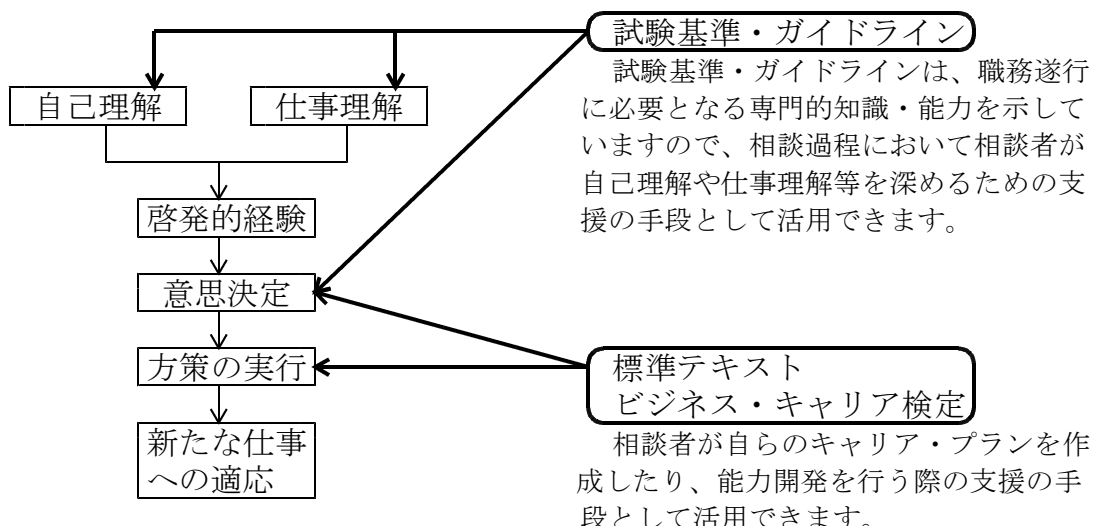 試験基準・ガイドライン
試験基準・ガイドラインは、職務遂行
に必要となる専門的知識・能力を示して
いますので、相談過程において相談者が
自己理解や仕事理解等を深めるための支
援の手段として活用できます。
自己理解
仕事理解
啓発的経験
意思決定
方策の実行
新たな仕事
への適応
標準テキスト
ビジネス・キャリア検定
相談者が自らのキャリア・プランを作
成したり、能力開発を行う際の支援の手
段として活用できます。